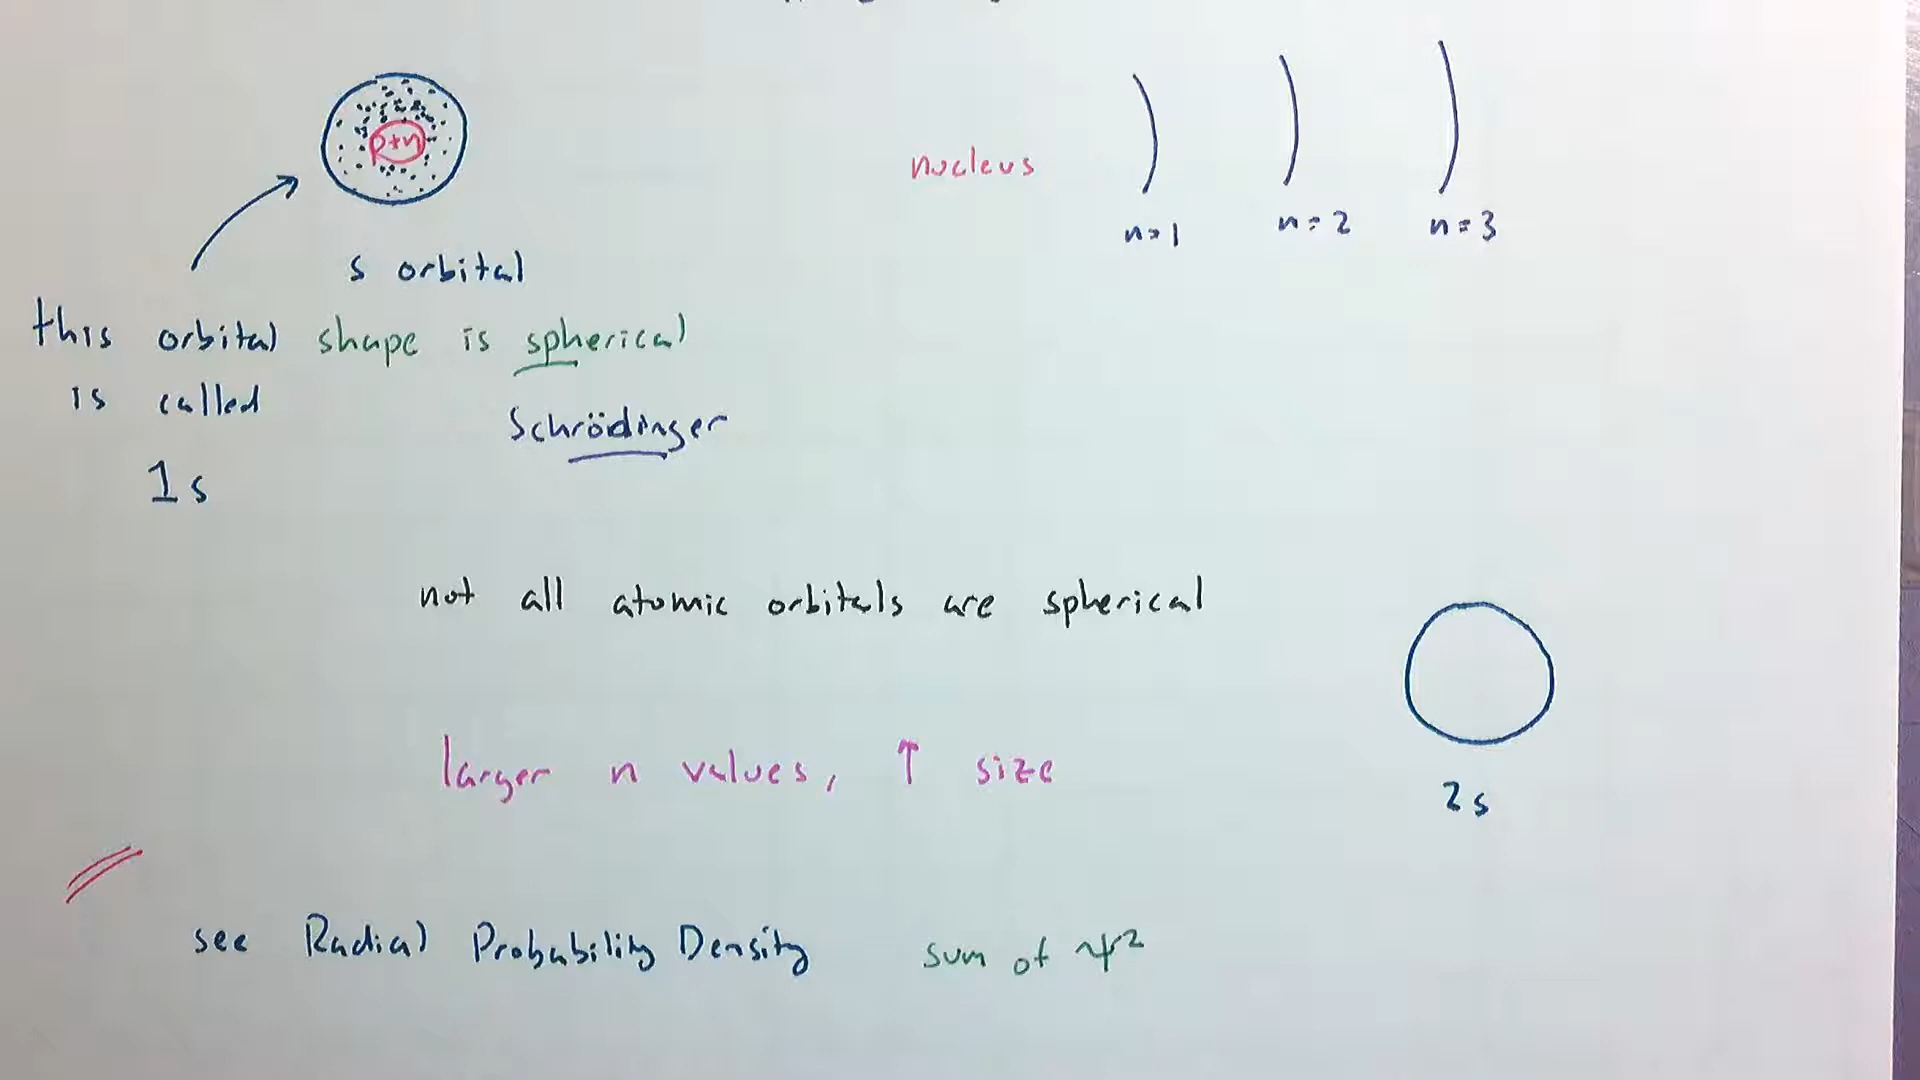 p+n
nucleus
n=1 n=2 n=3
s orbital
this orbital shape is spherical
is called
Schrödinger
1s
not all atomic orbitals are spherical
larger n values, ↑ size
2s
see Radial Probability Density sum of ψ²